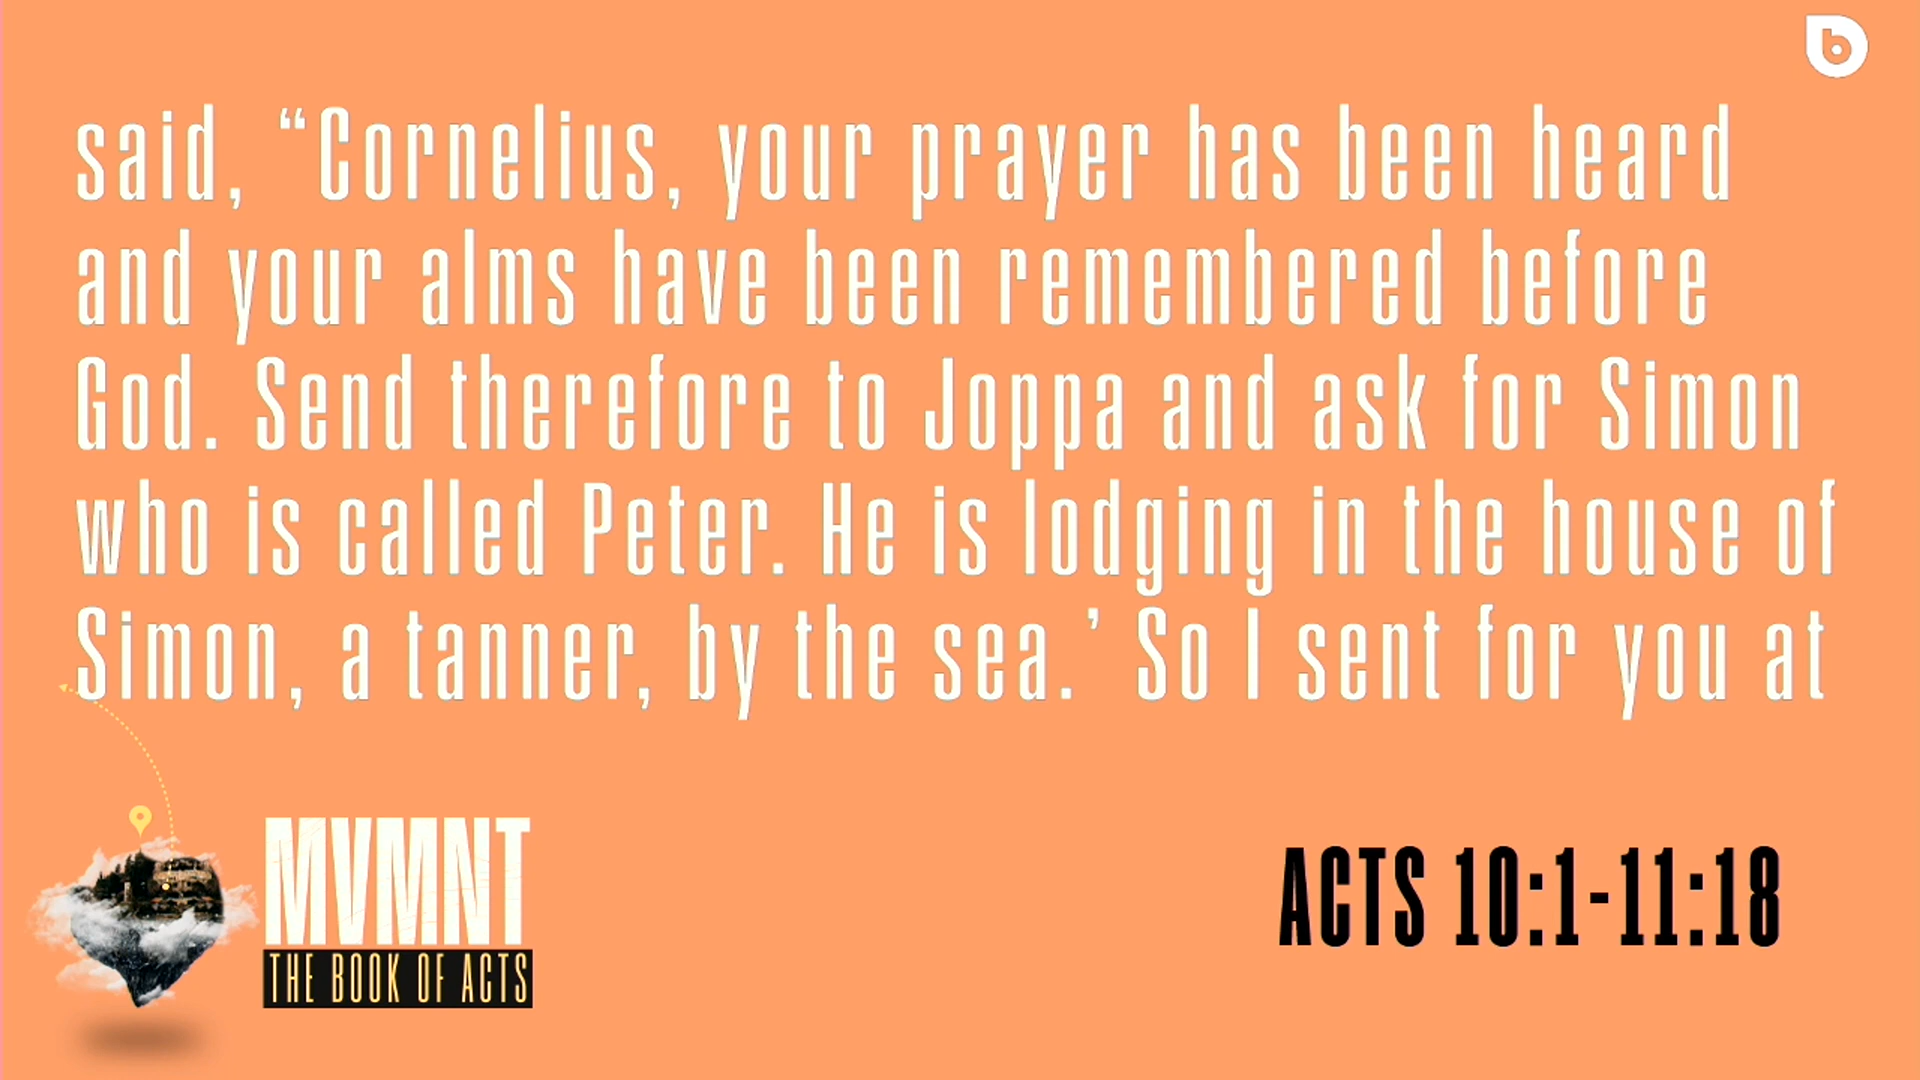 b
said, “Cornelius, your prayer has been heard
and your alms have been remembered before
God. Send therefore to Joppa and ask for Simon
who is called Peter. He is lodging in the house of
Simon, a tanner, by the sea.’ So I sent for you at
MVMNT
THE BOOK OF ACTS
ACTS 10:1-11:18